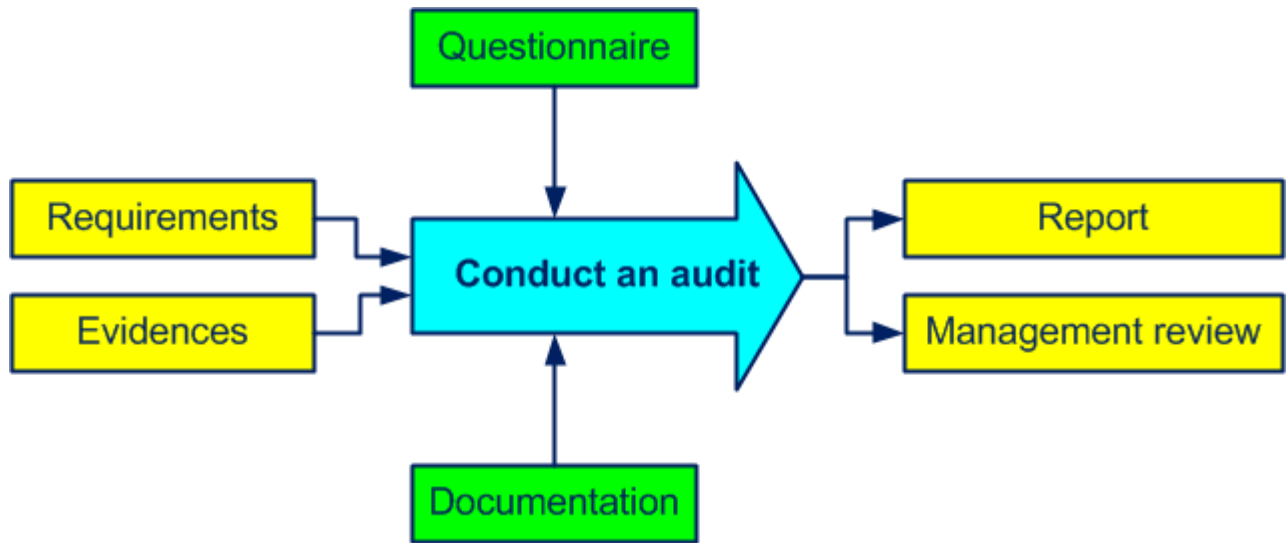 Questionnaire
Requirements
Evidences
Conduct an audit
Report
Management review
Documentation